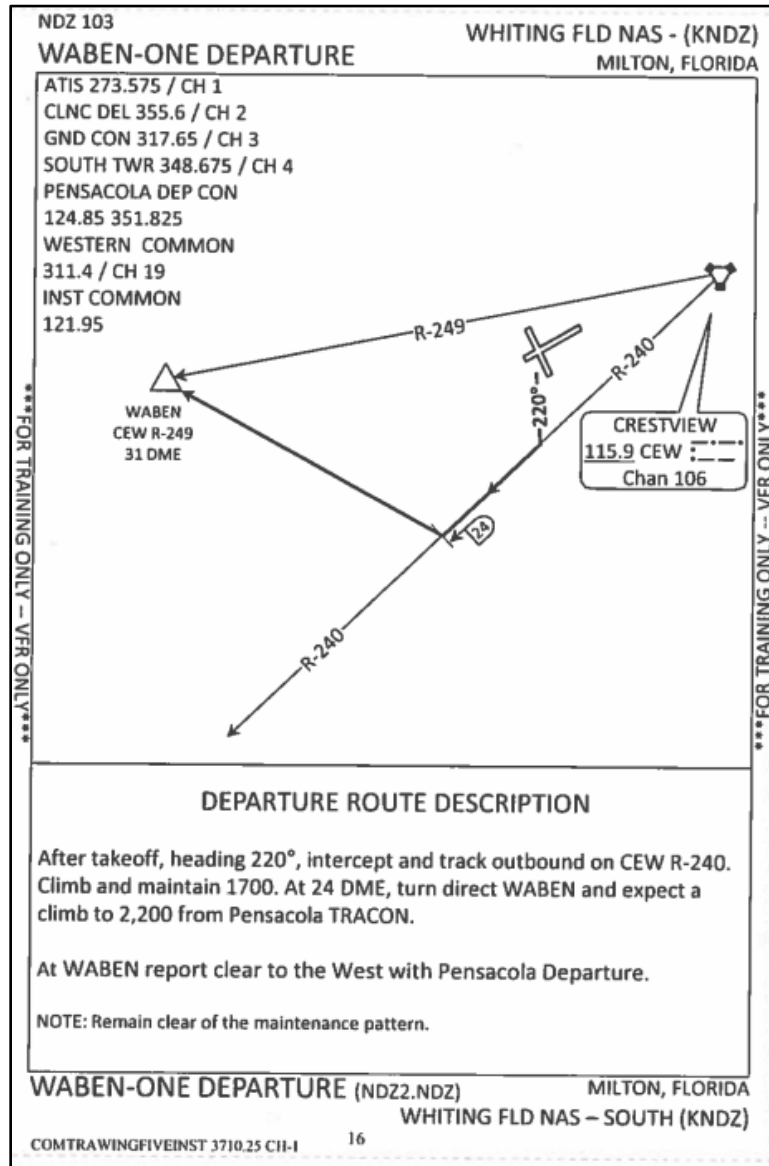 NDZ 103
WABEN-ONE DEPARTURE
WHITING FLD NAS - (KNDZ)
MILTON, FLORIDA
ATIS 273.575 / CH 1
CLNC DEL 355.6 / CH 2
GND CON 317.65 / CH 3
SOUTH TWR 348.675 / CH 4
PENSACOLA DEP CON
124.85 351.825
WESTERN COMMON
311.4 / CH 19
INST COMMON
121.95
R-249
R-240
220°
WABEN
CEW R-249
31 DME
CRESTVIEW
115.9 CEW
Chan 106
24
R-240
***FOR TRAINING ONLY -- VFR ONLY***
***FOR TRAINING ONLY -- VFR ONLY***
DEPARTURE ROUTE DESCRIPTION
After takeoff, heading 220°, intercept and track outbound on CEW R-240.
Climb and maintain 1700. At 24 DME, turn direct WABEN and expect a
climb to 2,200 from Pensacola TRACON.
At WABEN report clear to the West with Pensacola Departure.
NOTE: Remain clear of the maintenance pattern.
WABEN-ONE DEPARTURE (NDZ2.NDZ)
MILTON, FLORIDA
WHITING FLD NAS – SOUTH (KNDZ)
COMTRAWINGFIVEINST 3710.25 CH-1
16